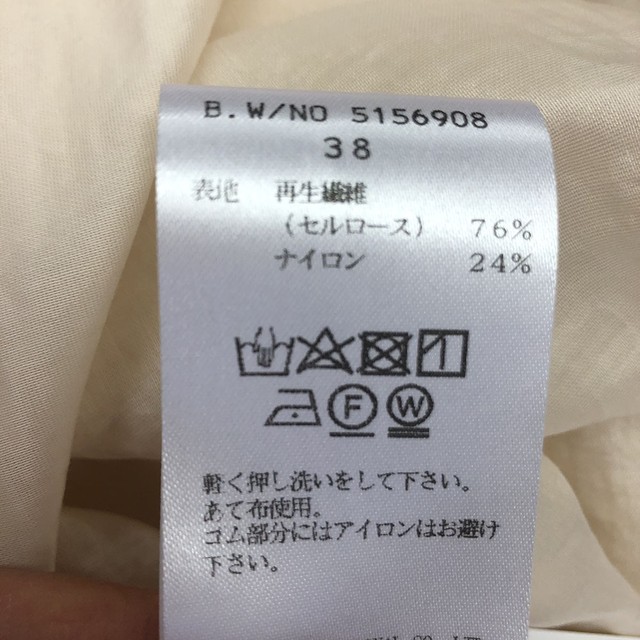 B.W/NO 5156908
38
表地 再生繊維
(セルロース) 76%
ナイロン 24%
F W
軽く押し洗いをして下さい。
あて布使用。
ゴム部分にはアイロンはお避け
下さい。